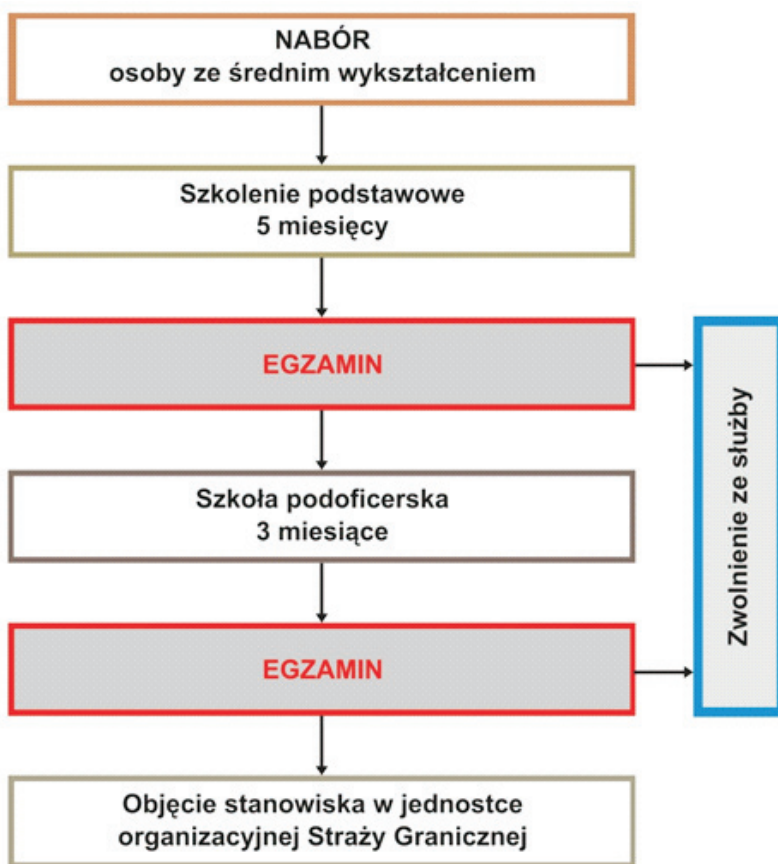 NABÓR
osoby ze średnim wykształceniem
Szkolenie podstawowe
5 miesięcy
EGZAMIN
Szkoła podoficerska
3 miesiące
EGZAMIN
Zwolnienie ze służby
Objęcie stanowiska w jednostce
organizacyjnej Straży Granicznej